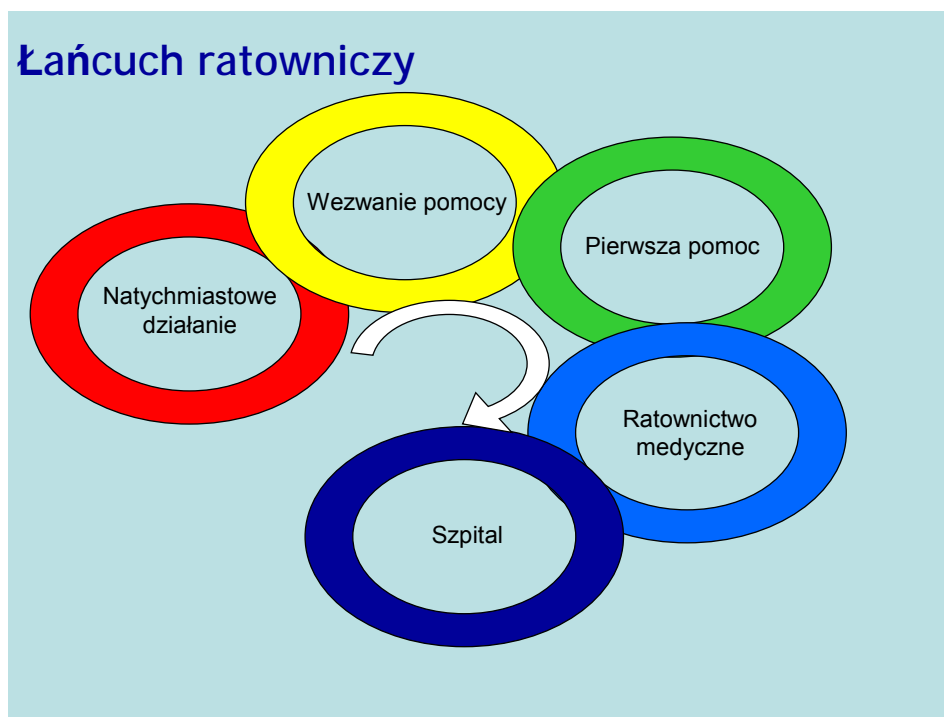 Łańcuch ratowniczy
Wezwanie pomocy
Pierwsza pomoc
Natychmiastowe
działanie
Ratownictwo
medyczne
Szpital